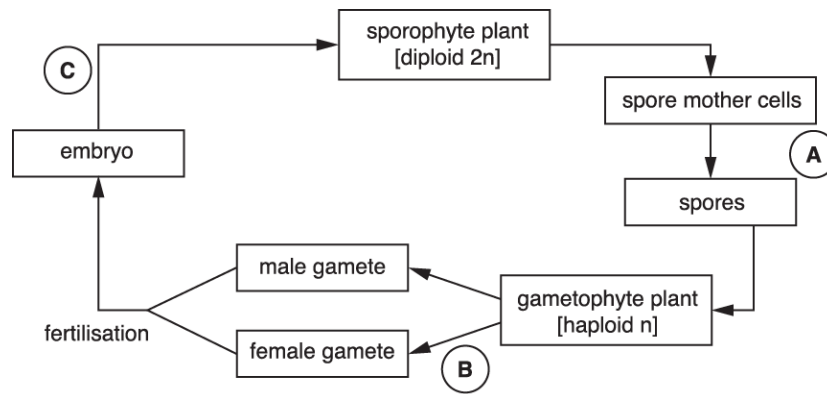 sporophyte plant
[diploid 2n]
C
spore mother cells
embryo
A
spores
male gamete
gametophyte plant
[haploid n]
fertilisation
female gamete
B